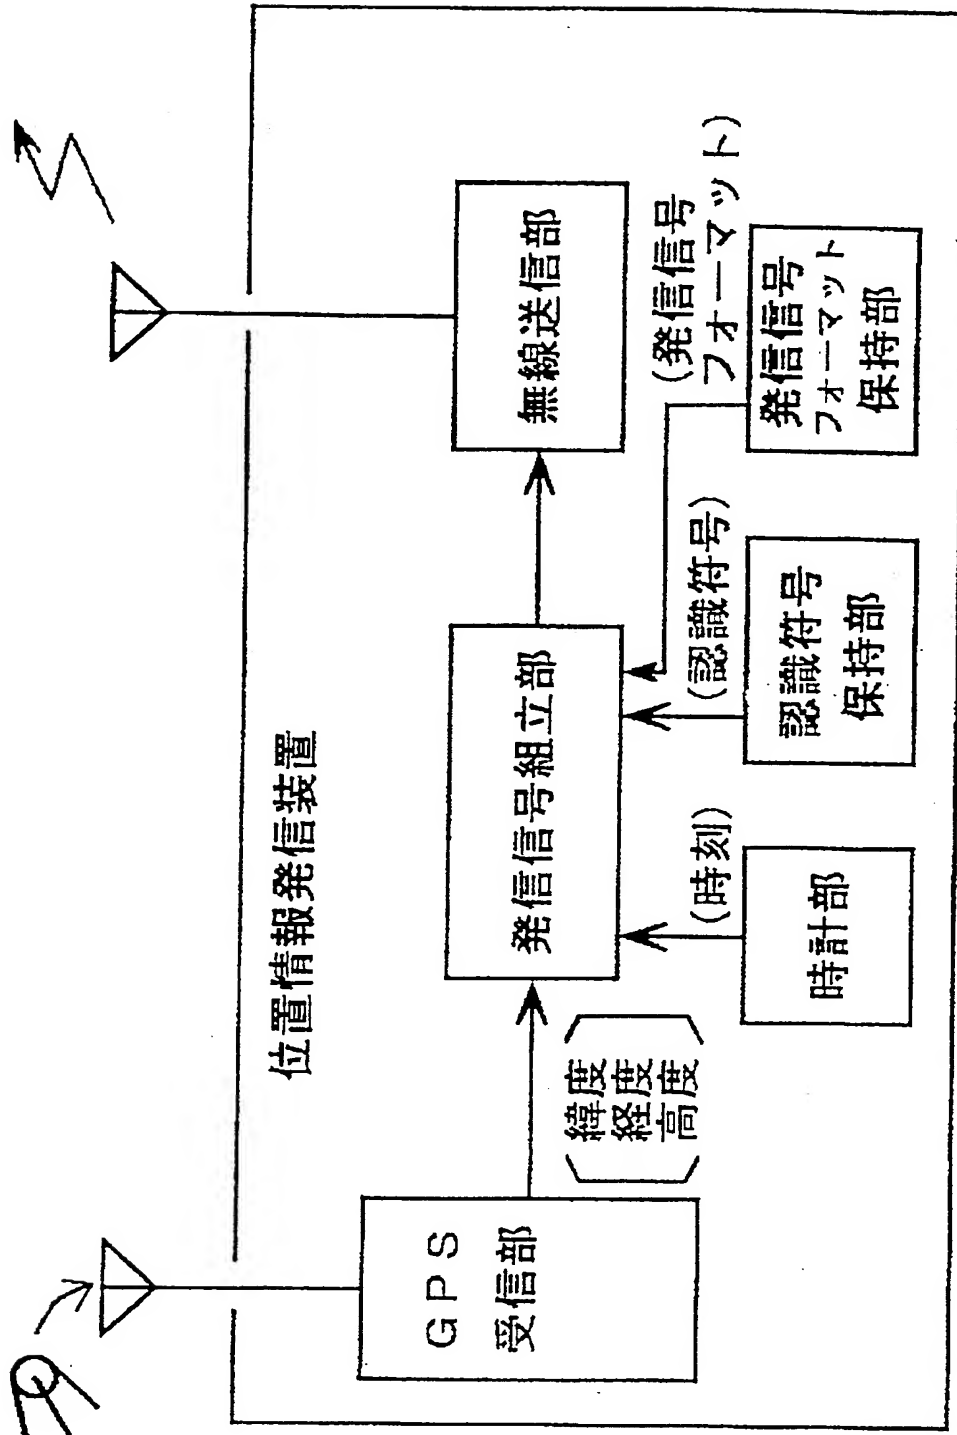 位置情報発信装置
GPS
受信部
緯度
経度
高度
発信信号組立部
無線送信部
(時刻)
(認識符号)
(発信信号
フォーマット)
時計部
認識符号
保持部
発信信号
フォーマット
保持部